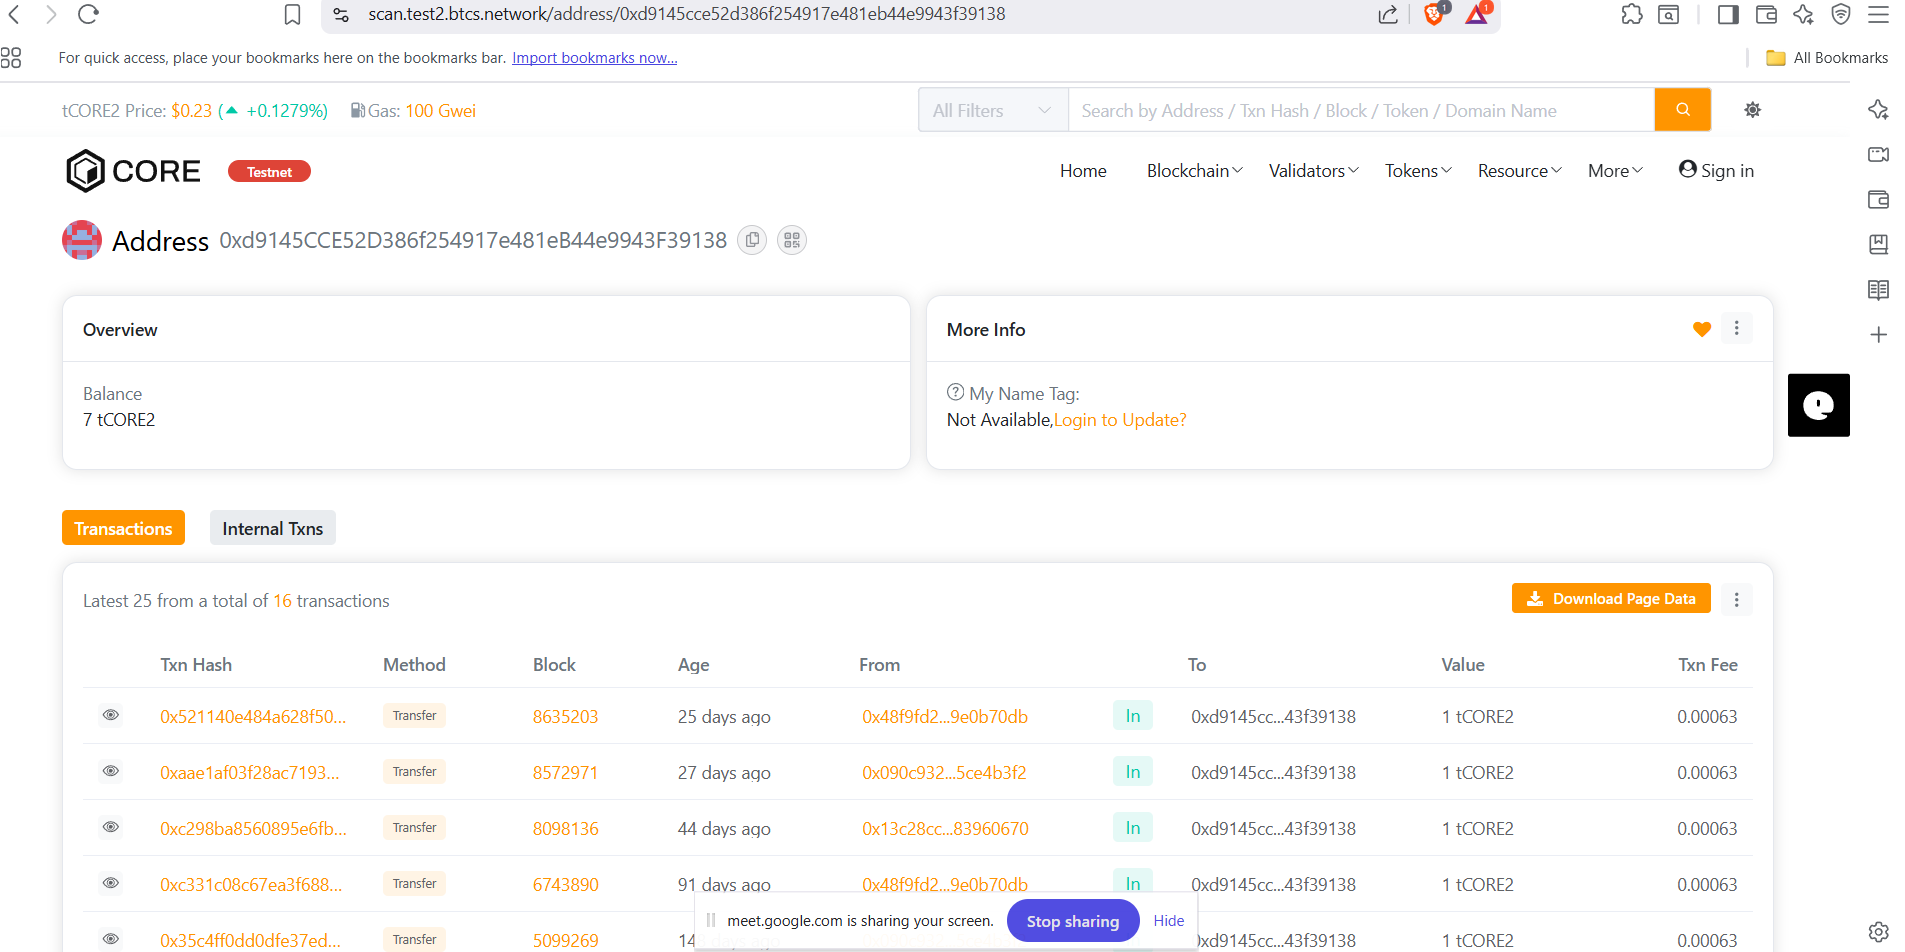 scan.test2.btcs.network/address/0xd9145cce52d386f254917e481eb44e9943f39138
1
1
For quick access, place your bookmarks here on the bookmarks bar. Import bookmarks now...
All Bookmarks
tCORE2 Price: $0.23 (▲ +0.1279%) Gas: 100 Gwei
All Filters
Search by Address / Txn Hash / Block / Token / Domain Name
CORE Testnet
Home Blockchain Validators Tokens Resource More Sign in
Address 0xd9145CCE52D386f254917e481eB44e9943F39138
Overview
Balance
7 tCORE2
More Info
? My Name Tag:
Not Available,Login to Update?
Transactions Internal Txns
Latest 25 from a total of 16 transactions
Download Page Data
Txn Hash Method Block Age From To Value Txn Fee
0x521140e484a628f50... Transfer 8635203 25 days ago 0x48f9fd2...9e0b70db In 0xd9145cc...43f39138 1 tCORE2 0.00063
0xaae1af03f28ac7193... Transfer 8572971 27 days ago 0x090c932...5ce4b3f2 In 0xd9145cc...43f39138 1 tCORE2 0.00063
0xc298ba8560895e6fb... Transfer 8098136 44 days ago 0x13c28cc...83960670 In 0xd9145cc...43f39138 1 tCORE2 0.00063
0xc331c08c67ea3f688... Transfer 6743890 91 days ago 0x48f9fd2...9e0b70db In 0xd9145cc...43f39138 1 tCORE2 0.00063
0x35c4ff0dd0dfe37ed... Transfer 5099269 days ago 0xd9145cc...43f39138 1 tCORE2 0.00063
meet.google.com is sharing your screen. Stop sharing Hide